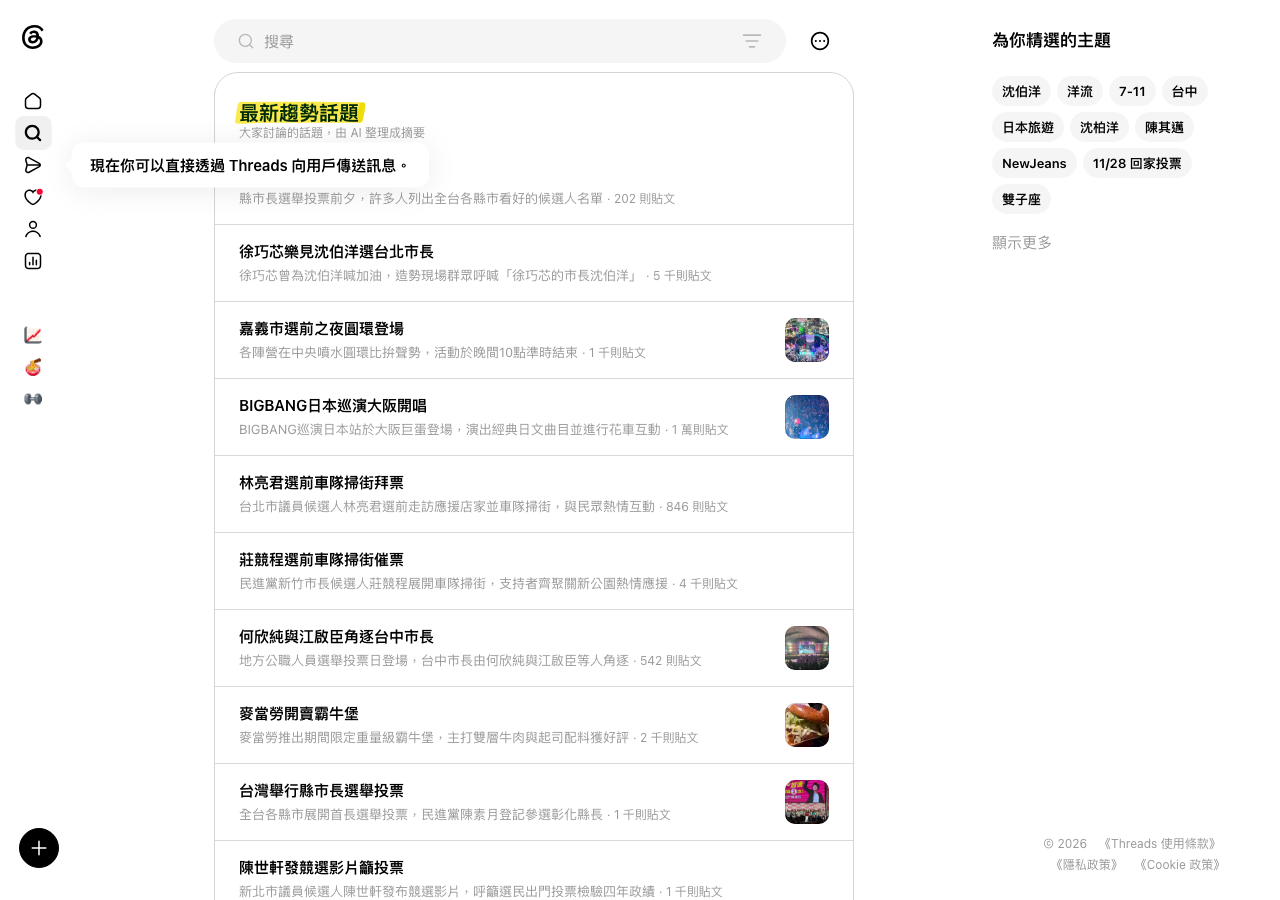 搜尋
最新趨勢話題
大家討論的話題，由 AI 整理成摘要
現在你可以直接透過 Threads 向用戶傳送訊息。
縣市長選舉投票前夕，許多人列出全台各縣市看好的候選人名單 · 202 則貼文
徐巧芯樂見沈伯洋選台北市長
徐巧芯曾為沈伯洋喊加油，造勢現場群眾呼喊「徐巧芯的市長沈伯洋」 · 5 千則貼文
嘉義市選前之夜圓環登場
各陣營在中央噴水圓環比拚聲勢，活動於晚間10點準時結束 · 1 千則貼文
BIGBANG日本巡演大阪開唱
BIGBANG巡演日本站於大阪巨蛋登場，演出經典日文曲目並進行花車互動 · 1 萬則貼文
林亮君選前車隊掃街拜票
台北市議員候選人林亮君選前走訪應援店家並車隊掃街，與民眾熱情互動 · 846 則貼文
莊競程選前車隊掃街催票
民進黨新竹市長候選人莊競程展開車隊掃街，支持者齊聚關新公園熱情應援 · 4 千則貼文
何欣純與江啟臣角逐台中市長
地方公職人員選舉投票日登場，台中市長由何欣純與江啟臣等人角逐 · 542 則貼文
麥當勞開賣霸牛堡
麥當勞推出期間限定重量級霸牛堡，主打雙層牛肉與起司配料獲好評 · 2 千則貼文
台灣舉行縣市長選舉投票
全台各縣市展開首長選舉投票，民進黨陳素月登記參選彰化縣長 · 1 千則貼文
陳世軒發競選影片籲投票
新北市議員候選人陳世軒發布競選影片，呼籲選民出門投票檢驗四年政績 · 1 千則貼文
為你精選的主題
沈伯洋 洋流 7-11 台中
日本旅遊 沈柏洋 陳其邁
NewJeans 11/28 回家投票
雙子座
顯示更多
© 2026 《Threads 使用條款》
《隱私政策》 《Cookie 政策》